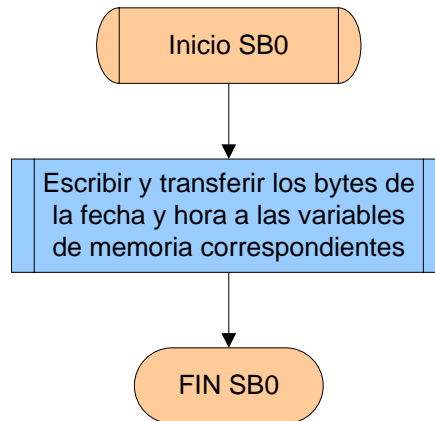 Inicio SB0
Escribir y transferir los bytes de
la fecha y hora a las variables
de memoria correspondientes
FIN SB0